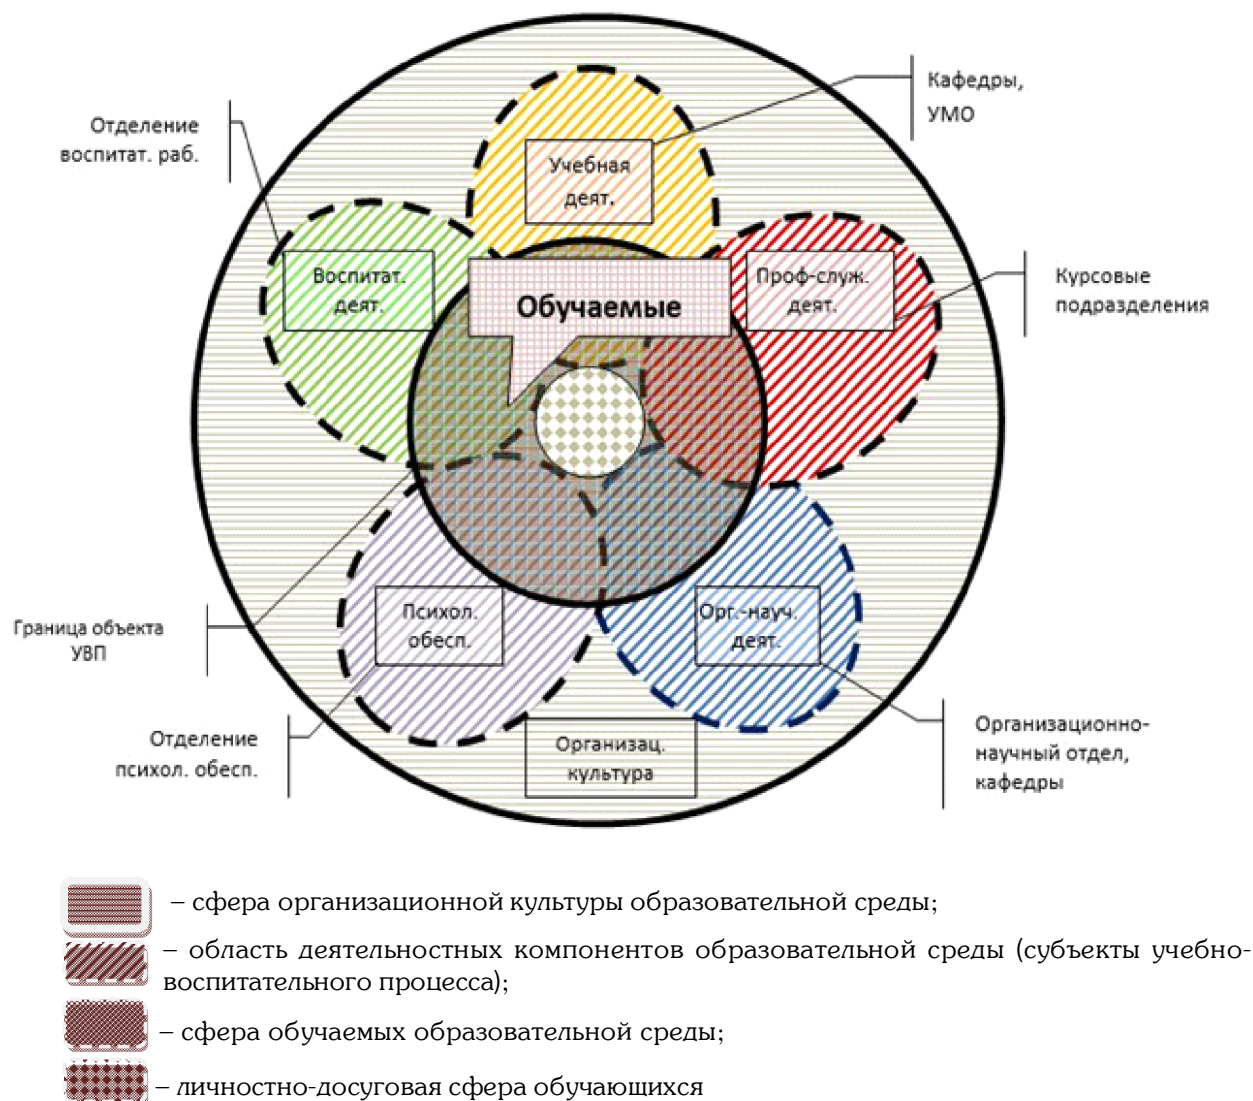 Кафедры,
УМО
Отделение
воспитат. раб.
Учебная
деят.
Воспитат.
деят.
Проф-служ.
деят.
Курсовые
подразделения
Обучаемые
Психол.
обесп.
Орг.-науч.
деят.
Граница объекта
УВП
Отделение
психол. обесп.
Организац.
культура
Организационно-
научный отдел,
кафедры
– сфера организационной культуры образовательной среды;
– область деятельностных компонентов образовательной среды (субъекты учебно-
воспитательного процесса);
– сфера обучаемых образовательной среды;
– личностно-досуговая сфера обучающихся